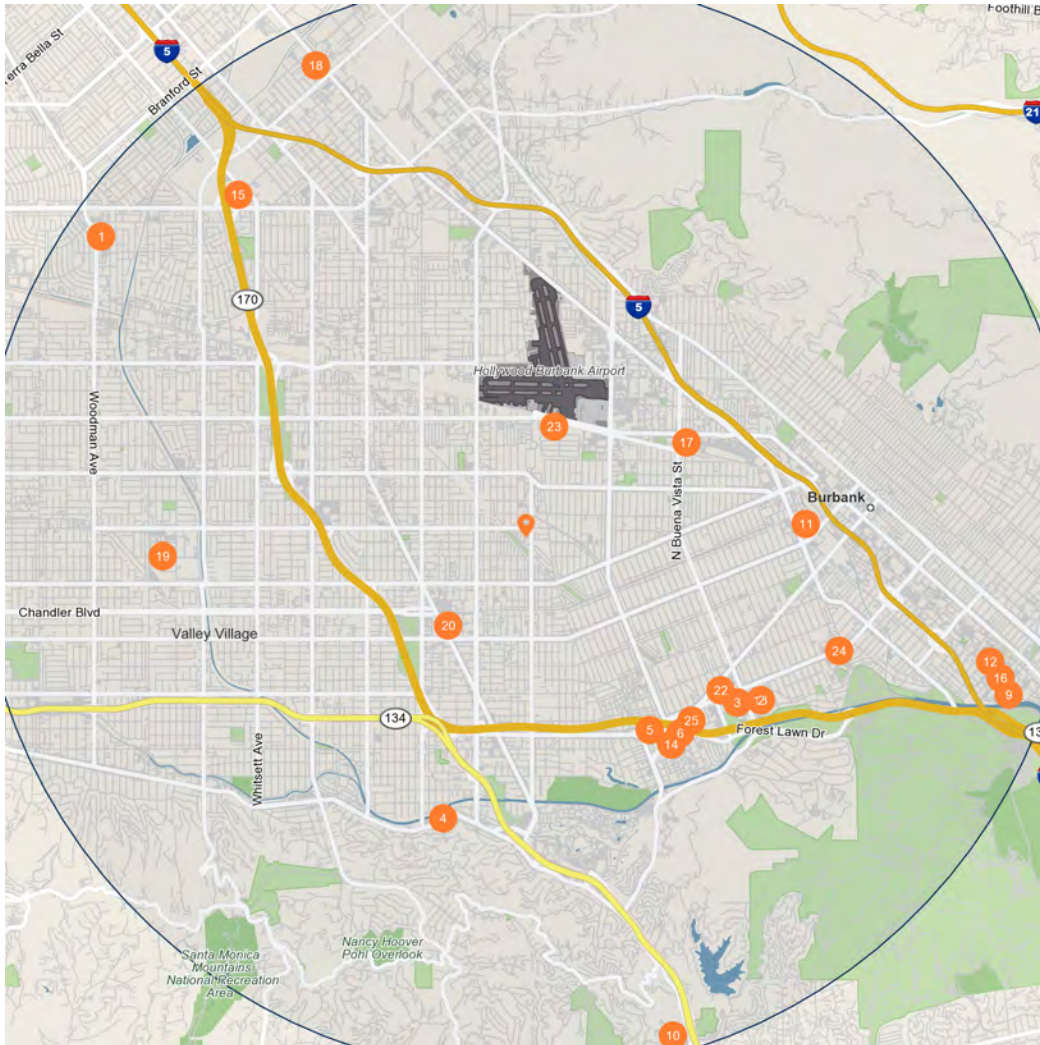 Foothill B
5
18
Terra Bella St
Branford St
210
15
1
170
5
Hollywood Burbank Airport
Woodman Ave
23
17
N Buena Vista St
Burbank
11
19
Chandler Blvd
20
Valley Village
24
12
16
22
9
3
134
25
5
6
Forest Lawn Dr
14
Whitsett Ave
4
Nancy Hoover
Pohl Overlook
Santa Monica
Mountains
National Recreation
Area
10